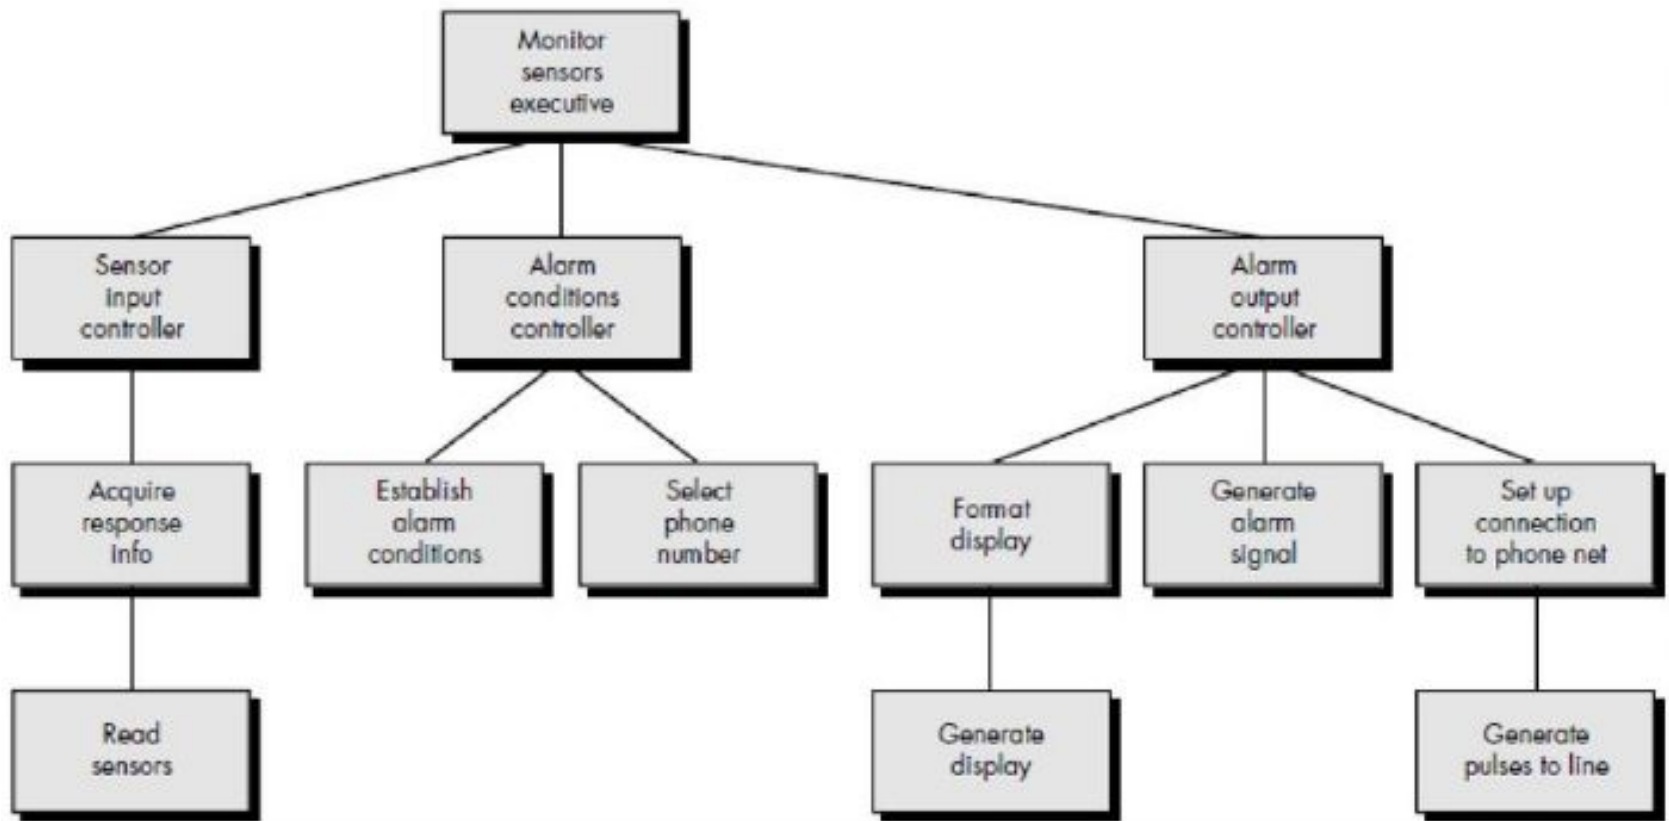 Monitor
sensors
executive
Sensor
input
controller
Alarm
conditions
controller
Alarm
output
controller
Acquire
response
info
Establish
alarm
conditions
Select
phone
number
Format
display
Generate
alarm
signal
Set up
connection
to phone net
Read
sensors
Generate
display
Generate
pulses to line